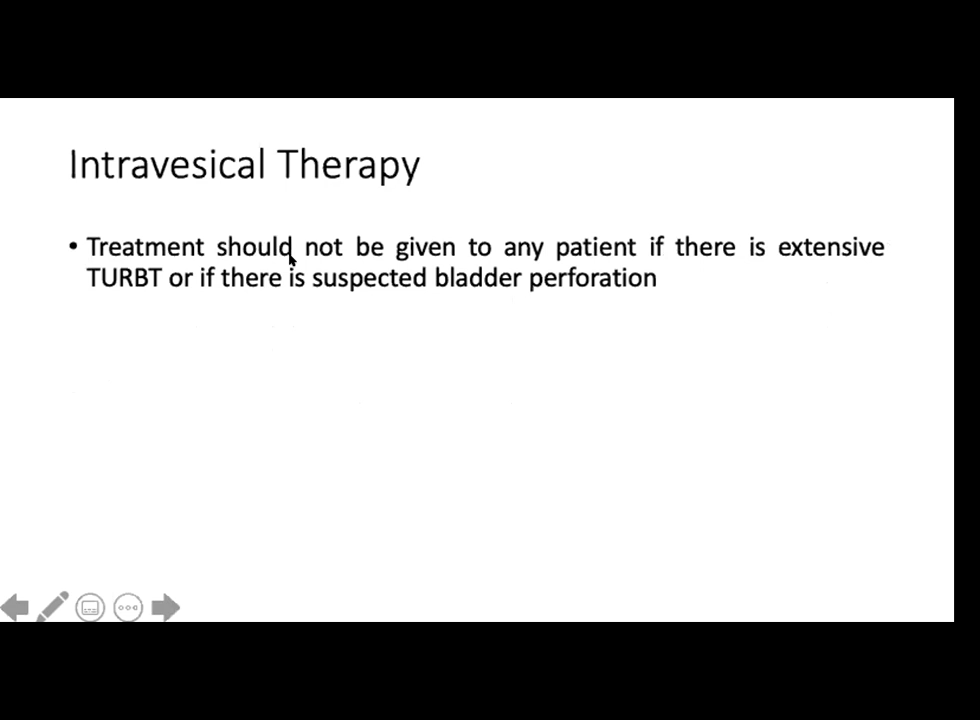 Intravesical Therapy
• Treatment should not be given to any patient if there is extensive
TURBT or if there is suspected bladder perforation